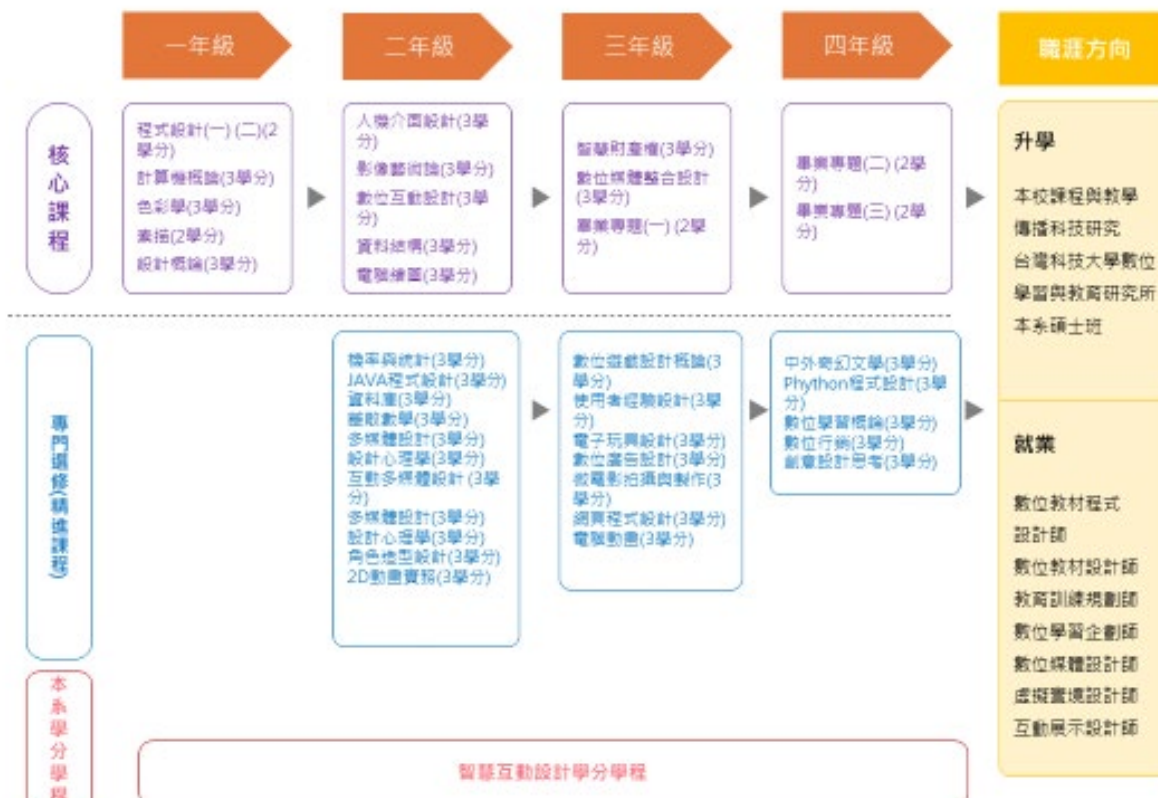 一年級
二年級
三年級
四年級
職涯方向
核心課程
程式設計(一) (二)(2
學分)
計算機概論(3學分)
色彩學(3學分)
素描(2學分)
設計概論(3學分)
人機介面設計(3學
分)
影像藝術論(3學分)
數位互動設計(3學
分)
資料結構(3學分)
電腦繪圖(3學分)
智慧財產權(3學分)
數位媒體整合設計
(3學分)
畢業專題(一) (2學
分)
畢業專題(二) (2學
分)
畢業專題(三) (2學
分)
升學
本校課程與教學
傳播科技研究
台灣科技大學數位
學習與教育研究所
本系碩士班
專門選修(精進課程)
機率與統計(3學分)
JAVA程式設計(3學分)
資料庫(3學分)
離散數學(3學分)
多媒體設計(3學分)
設計心理學(3學分)
互動多媒體設計 (3學
分)
多媒體設計(3學分)
設計心理學(3學分)
角色造型設計(3學分)
2D動畫實務(3學分)
數位遊戲設計概論(3
學分)
使用者經驗設計(3學
分)
電子玩具設計(3學分)
數位廣告設計(3學分)
微電影拍攝與製作(3
學分)
網頁程式設計(3學分)
電腦動畫(3學分)
中外奇幻文學(3學分)
Phython程式設計(3學
分)
數位學習概論(3學分)
數位行銷(3學分)
創意設計思考(3學分)
就業
數位教材程式
設計師
數位教材設計師
教育訓練規劃師
數位學習企劃師
數位媒體設計師
虛擬實境設計師
互動展示設計師
本系學分學程
智慧互動設計學分學程